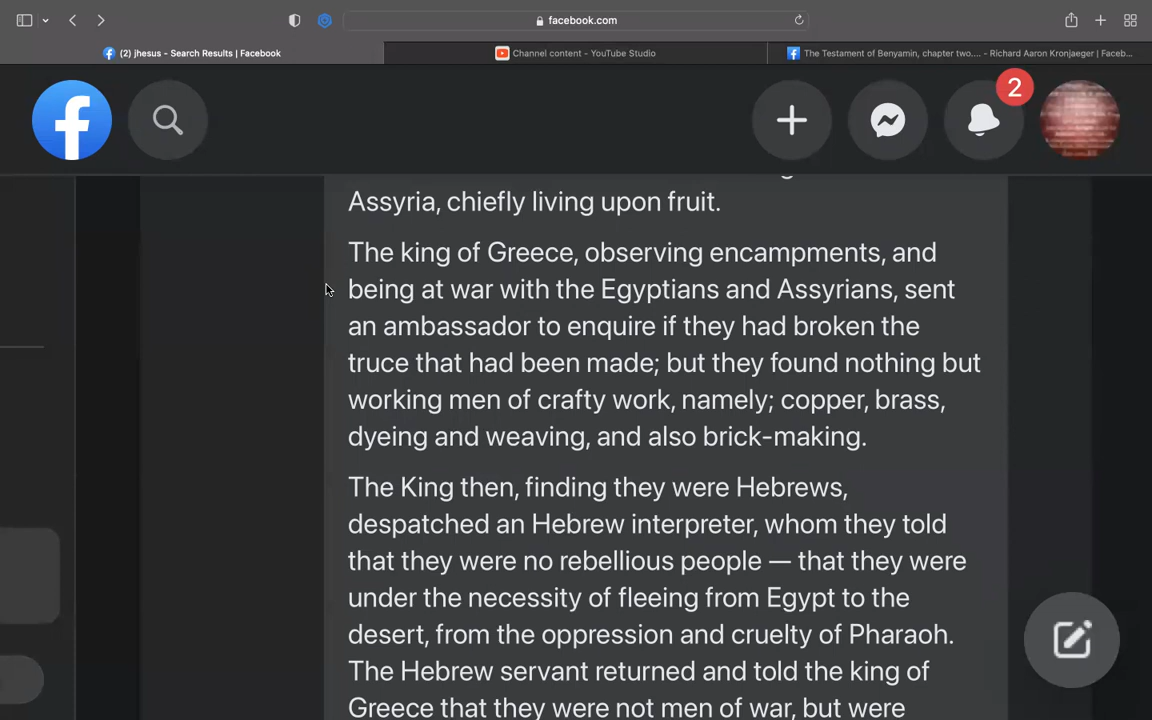 facebook.com
(2) jhesus - Search Results | Facebook
Channel content - YouTube Studio
The Testament of Benyamin, chapter two.... - Richard Aaron Kronjaeger | Faceb...
2
Assyria, chiefly living upon fruit.
The king of Greece, observing encampments, and
being at war with the Egyptians and Assyrians, sent
an ambassador to enquire if they had broken the
truce that had been made; but they found nothing but
working men of crafty work, namely; copper, brass,
dyeing and weaving, and also brick-making.
The King then, finding they were Hebrews,
despatched an Hebrew interpreter, whom they told
that they were no rebellious people — that they were
under the necessity of fleeing from Egypt to the
desert, from the oppression and cruelty of Pharaoh.
The Hebrew servant returned and told the king of
Greece that they were not men of war, but were